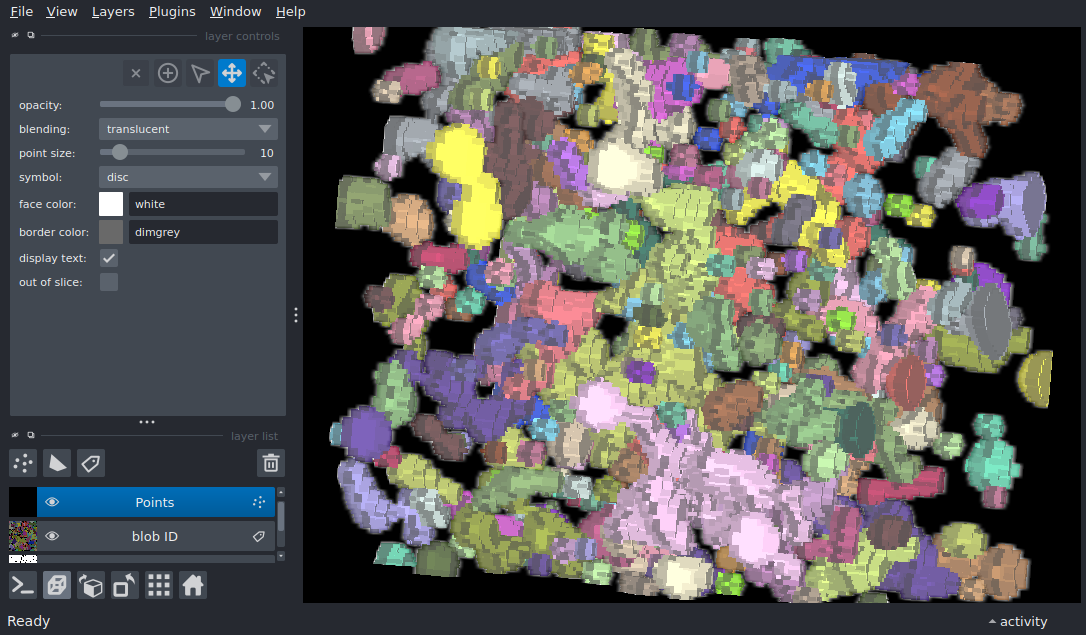 File View Layers Plugins Window Help
layer controls
opacity: 1.00
blending: translucent
point size: 10
symbol: disc
face color: white
border color: dimgrey
display text:
out of slice:
layer list
Points
blob ID
Ready
activity